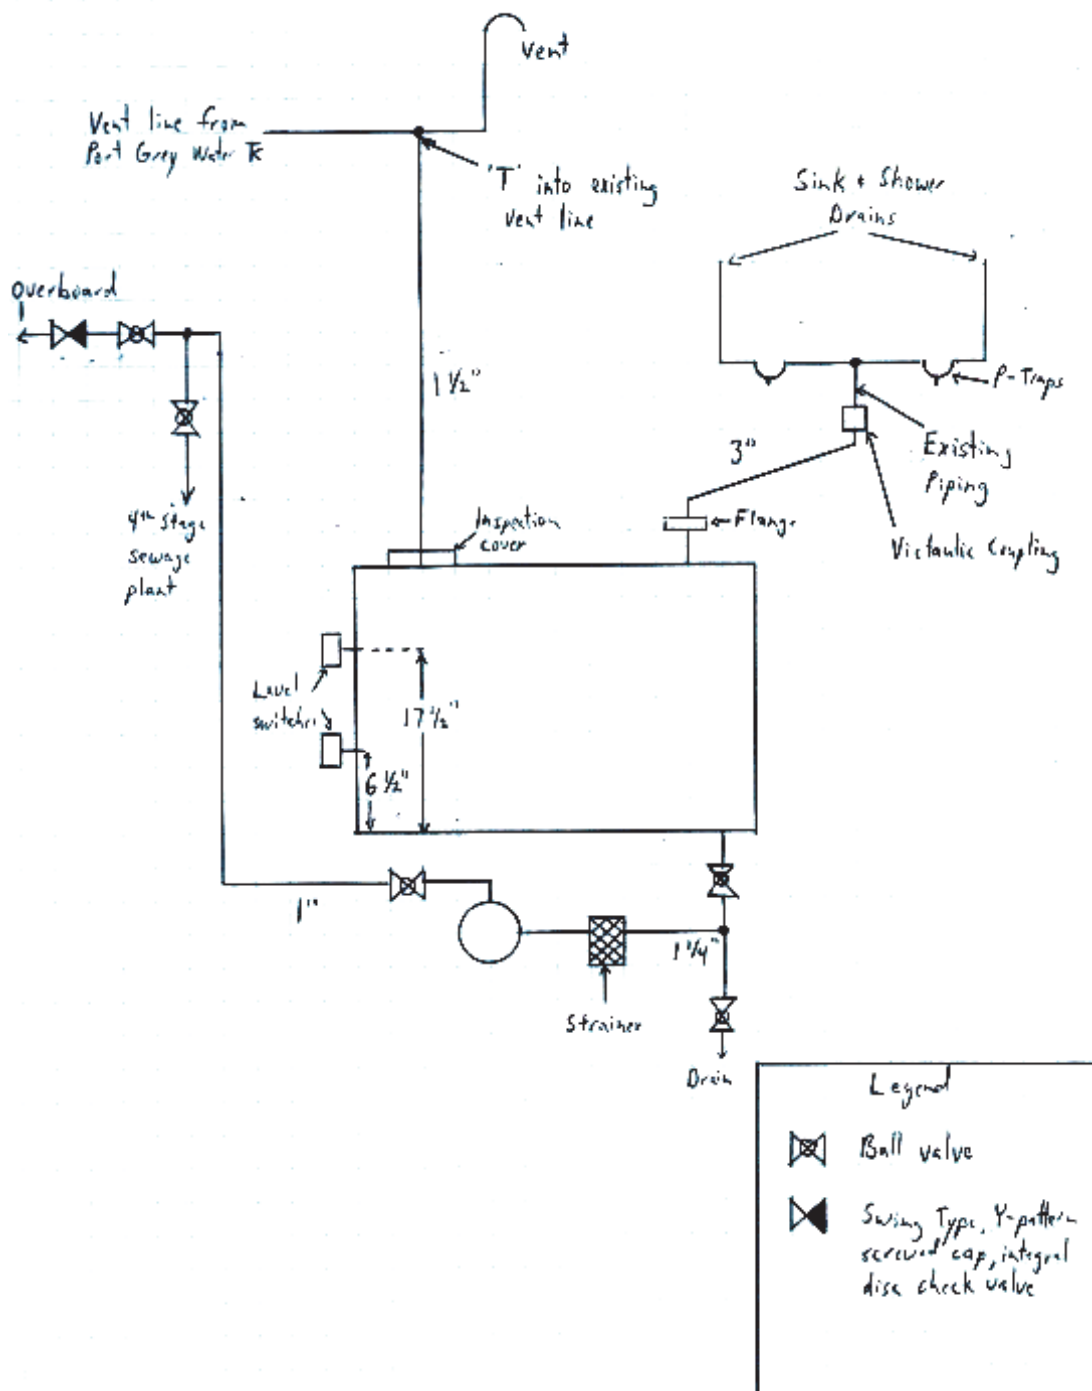 Vent
Vent line from
Port Grey Water TK
'T' into existing
vent line
Sink + Shower
Drains
Overboard
1 1/2"
P-Traps
3"
Existing
Piping
4th stage
sewage
plant
Inspection
cover
Flange
Victaulic Coupling
Level
switches
17 1/2"
6 1/2"
1"
1 1/4"
Strainer
Drain
Legend
Ball valve
Swing Type, Y-pattern
screwed cap, integral
disc check valve